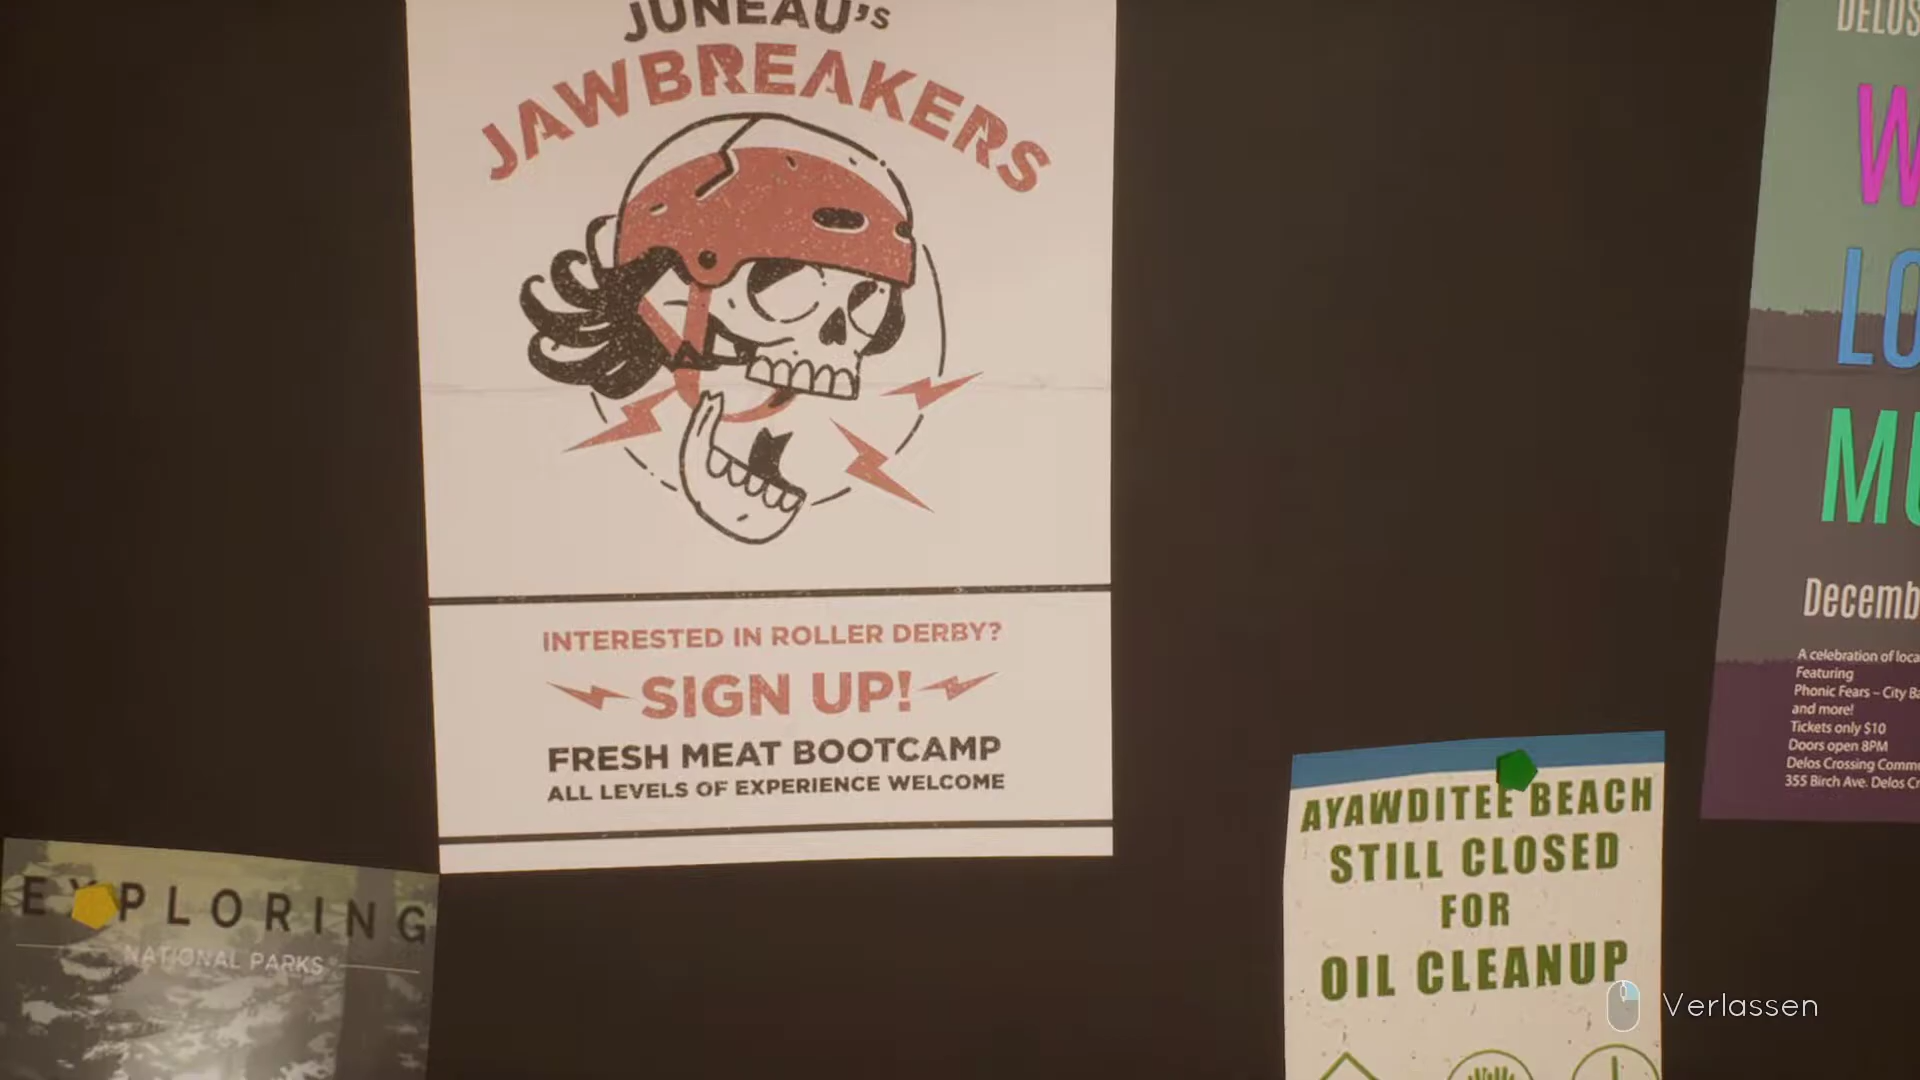 JUNEAU's
JAWBREAKERS
INTERESTED IN ROLLER DERBY?
SIGN UP!
FRESH MEAT BOOTCAMP
ALL LEVELS OF EXPERIENCE WELCOME
EXPLORING
NATIONAL PARKS
AYAWDITEE BEACH
STILL CLOSED
FOR
OIL CLEANUP
DELOS
A celebration of
Featuring
Phonic Fears – City
and more!
Tickets only $10
Doors open 8PM
Delos Crossing
355 Birch Ave. Delos
Verlassen